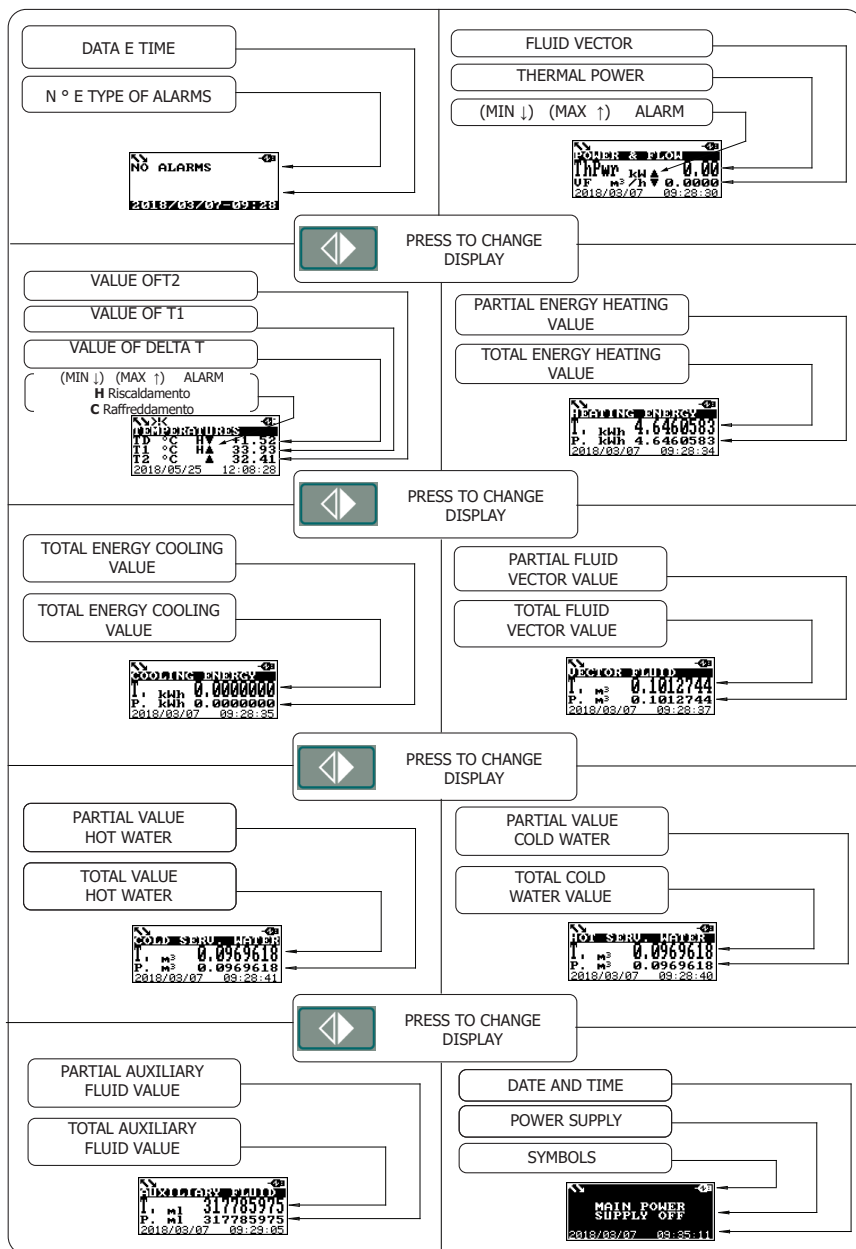 DATA E TIME
N ° E TYPE OF ALARMS
NO ALARMS
2018/03/07-09:28
FLUID VECTOR
THERMAL POWER
(MIN ↓) (MAX ↑) ALARM
POWER & FLOW
ThPwr kW ▲ 0.00
VF m³/h ▼ 0.0000
2018/03/07 09:28:30
PRESS TO CHANGE
DISPLAY
VALUE OFT2
VALUE OF T1
VALUE OF DELTA T
(MIN ↓) (MAX ↑) ALARM
H Riscaldamento
C Raffreddamento
TEMPERATURES
TD °C H▼ +1.52
T1 °C H▲ 33.93
T2 °C ▲ 32.41
2018/05/25 12:08:28
PARTIAL ENERGY HEATING
VALUE
TOTAL ENERGY HEATING
VALUE
HEATING ENERGY
T. kWh 4.6460583
P. kWh 4.6460583
2018/03/07 09:28:34
PRESS TO CHANGE
DISPLAY
TOTAL ENERGY COOLING
VALUE
TOTAL ENERGY COOLING
VALUE
COOLING ENERGY
T. kWh 0.0000000
P. kWh 0.0000000
2018/03/07 09:28:35
PARTIAL FLUID
VECTOR VALUE
TOTAL FLUID
VECTOR VALUE
VECTOR FLUID
T. m³ 0.1012744
P. m³ 0.1012744
2018/03/07 09:28:37
PRESS TO CHANGE
DISPLAY
PARTIAL VALUE
HOT WATER
TOTAL VALUE
HOT WATER
COLD SERV. WATER
T. m³ 0.0969618
P. m³ 0.0969618
2018/03/07 09:28:41
PARTIAL VALUE
COLD WATER
TOTAL COLD
WATER VALUE
HOT SERV. WATER
T. m³ 0.0969618
P. m³ 0.0969618
2018/03/07 09:28:40
PRESS TO CHANGE
DISPLAY
PARTIAL AUXILIARY
FLUID VALUE
TOTAL AUXILIARY
FLUID VALUE
AUXILIARY FLUID
T. ml 317785975
P. ml 317785975
2018/03/07 09:29:05
DATE AND TIME
POWER SUPPLY
SYMBOLS
MAIN POWER
SUPPLY OFF
2018/03/07 09:35:11